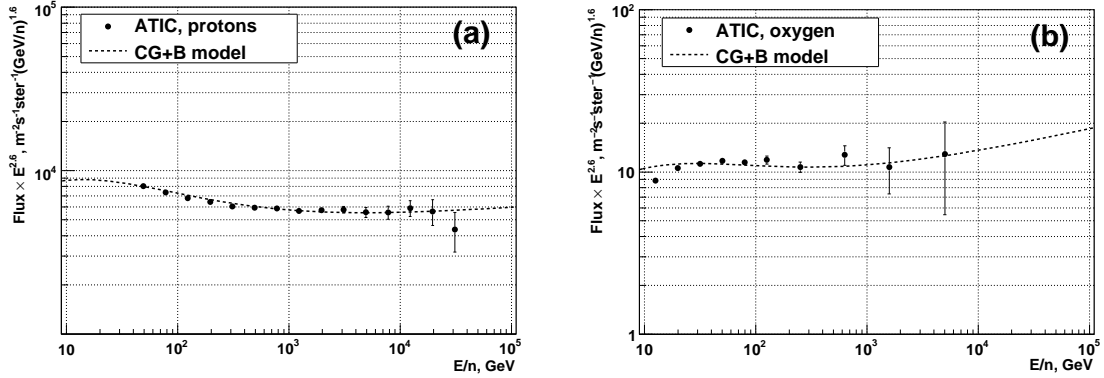 10^5
ATIC, protons
CG+B model
(a)
Flux × E^2.6, m^-2s^-1ster^-1(GeV/n)^1.6
10^4
10
10^2
10^3
10^4
10^5
E/n, GeV
10^2
ATIC, oxygen
CG+B model
(b)
Flux × E^2.6, m^-2s^-1ster^-1(GeV/n)^1.6
10
1
10
10^2
10^3
10^4
10^5
E/n, GeV